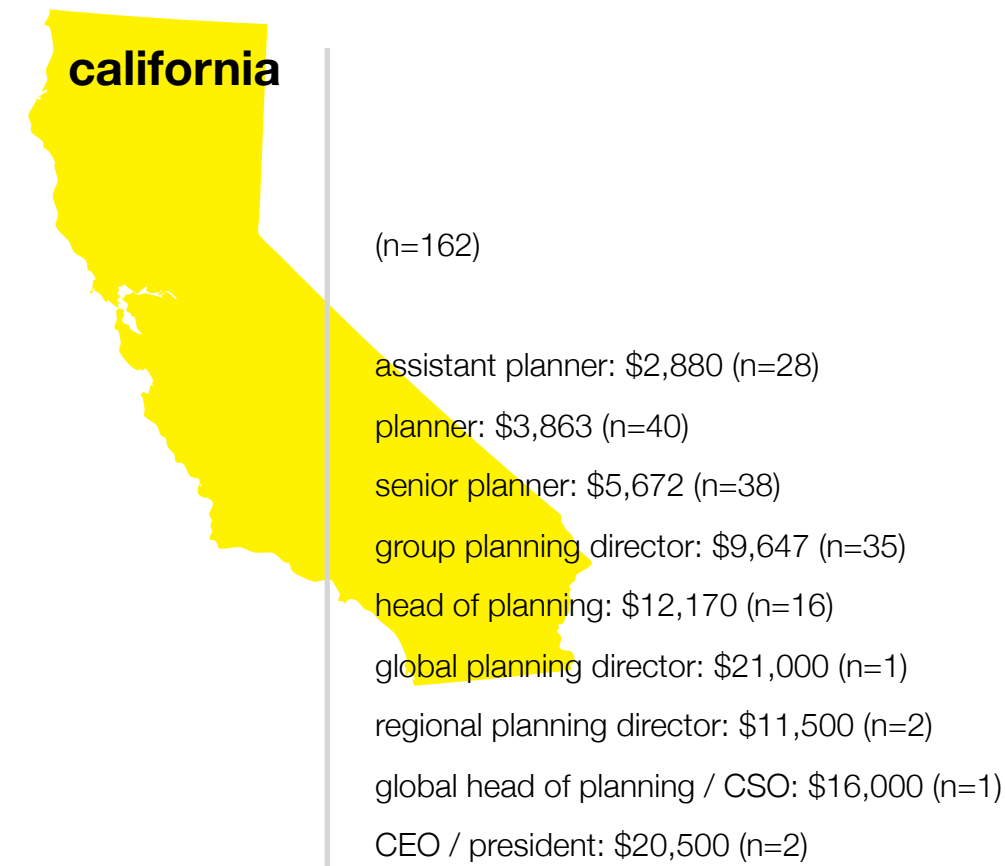 california
(n=162)
assistant planner: $2,880 (n=28)
planner: $3,863 (n=40)
senior planner: $5,672 (n=38)
group planning director: $9,647 (n=35)
head of planning: $12,170 (n=16)
global planning director: $21,000 (n=1)
regional planning director: $11,500 (n=2)
global head of planning / CSO: $16,000 (n=1)
CEO / president: $20,500 (n=2)